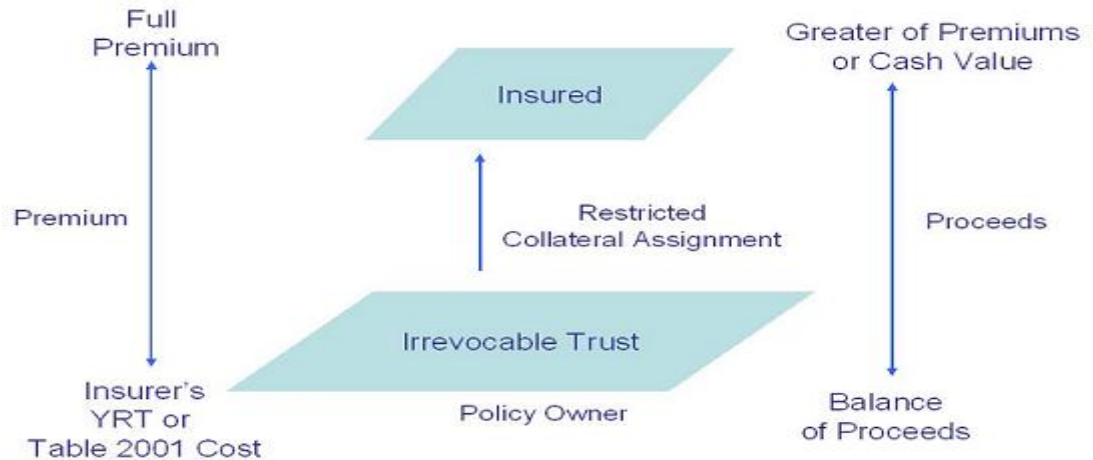 Full
Premium
Greater of Premiums
or Cash Value
Insured
Premium
Restricted
Collateral Assignment
Proceeds
Irrevocable Trust
Insurer's
YRT or
Table 2001 Cost
Policy Owner
Balance
of Proceeds